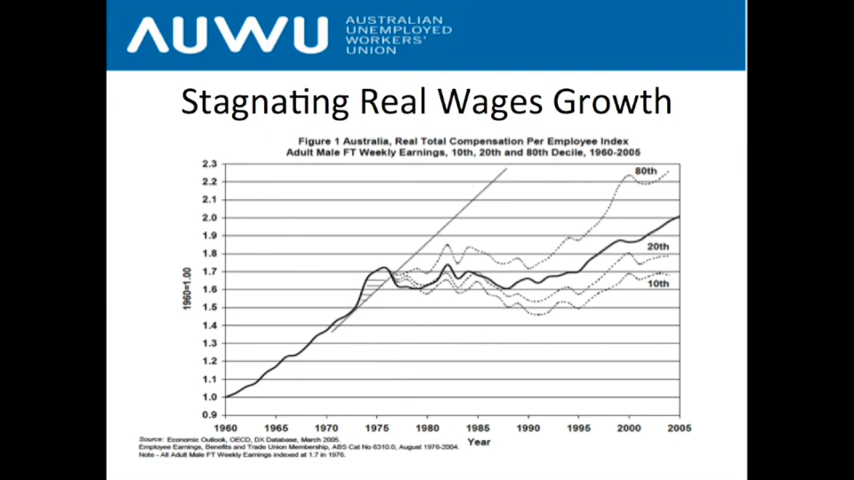 AUWU
AUSTRALIAN
UNEMPLOYED
WORKERS'
UNION
Stagnating Real Wages Growth
Figure 1 Australia, Real Total Compensation Per Employee Index
Adult Male FT Weekly Earnings, 10th, 20th and 80th Decile, 1960-2005
2.3
2.2
2.1
2.0
1.9
1.8
1.7
1.6
1.5
1.4
1.3
1.2
1.1
1.0
0.9
1960=1.00
80th
20th
10th
1960 1965 1970 1975 1980 1985 1990 1995 2000 2005
Year
Source: Economic Outlook, OECD, DX Database, March 2005.
Employee Earnings, Benefits and Trade Union Membership, ABS Cat No 6310.0, August 1976-2004.
Note - All Adult Male FT Weekly Earnings indexed at 1.7 in 1976.